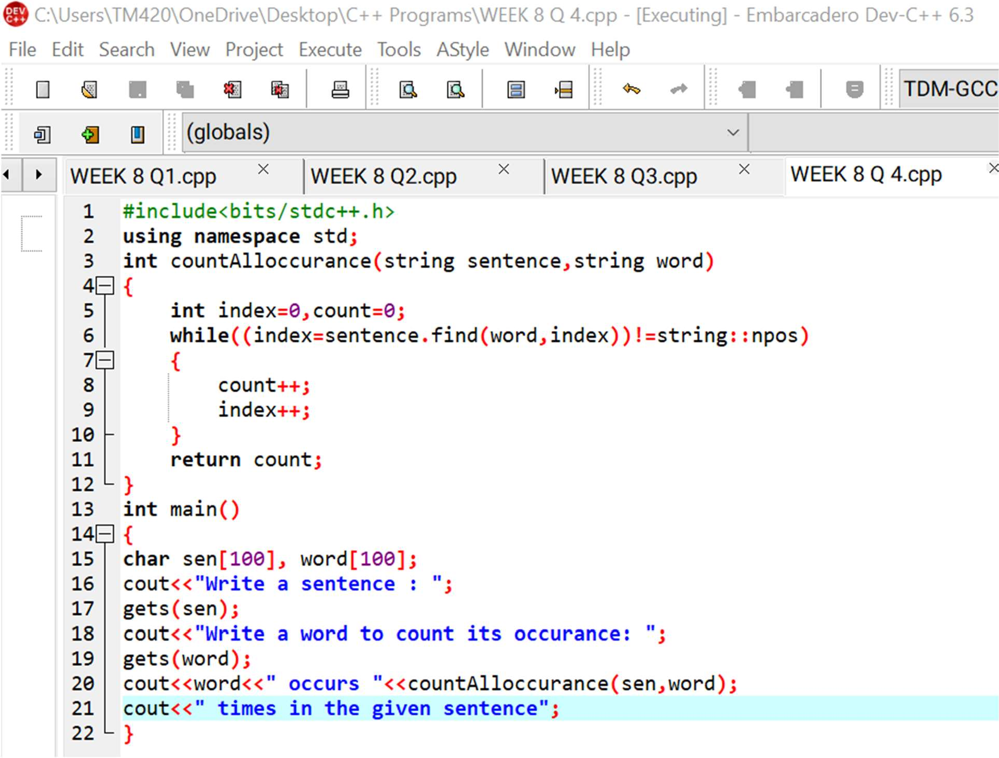 DEV C++ C:\Users\TM420\OneDrive\Desktop\C++ Programs\WEEK 8 Q 4.cpp - [Executing] - Embarcadero Dev-C++ 6.3
File Edit Search View Project Execute Tools AStyle Window Help
TDM-GCC
(globals)
WEEK 8 Q1.cpp WEEK 8 Q2.cpp WEEK 8 Q3.cpp WEEK 8 Q 4.cpp
1 #include<bits/stdc++.h>
2 using namespace std;
3 int countAlloccurance(string sentence,string word)
4 {
5     int index=0,count=0;
6     while((index=sentence.find(word,index))!=string::npos)
7     {
8         count++;
9         index++;
10     }
11     return count;
12 }
13 int main()
14 {
15 char sen[100], word[100];
16 cout<<"Write a sentence : ";
17 gets(sen);
18 cout<<"Write a word to count its occurance: ";
19 gets(word);
20 cout<<word<<" occurs "<<countAlloccurance(sen,word);
21 cout<<" times in the given sentence";
22 }